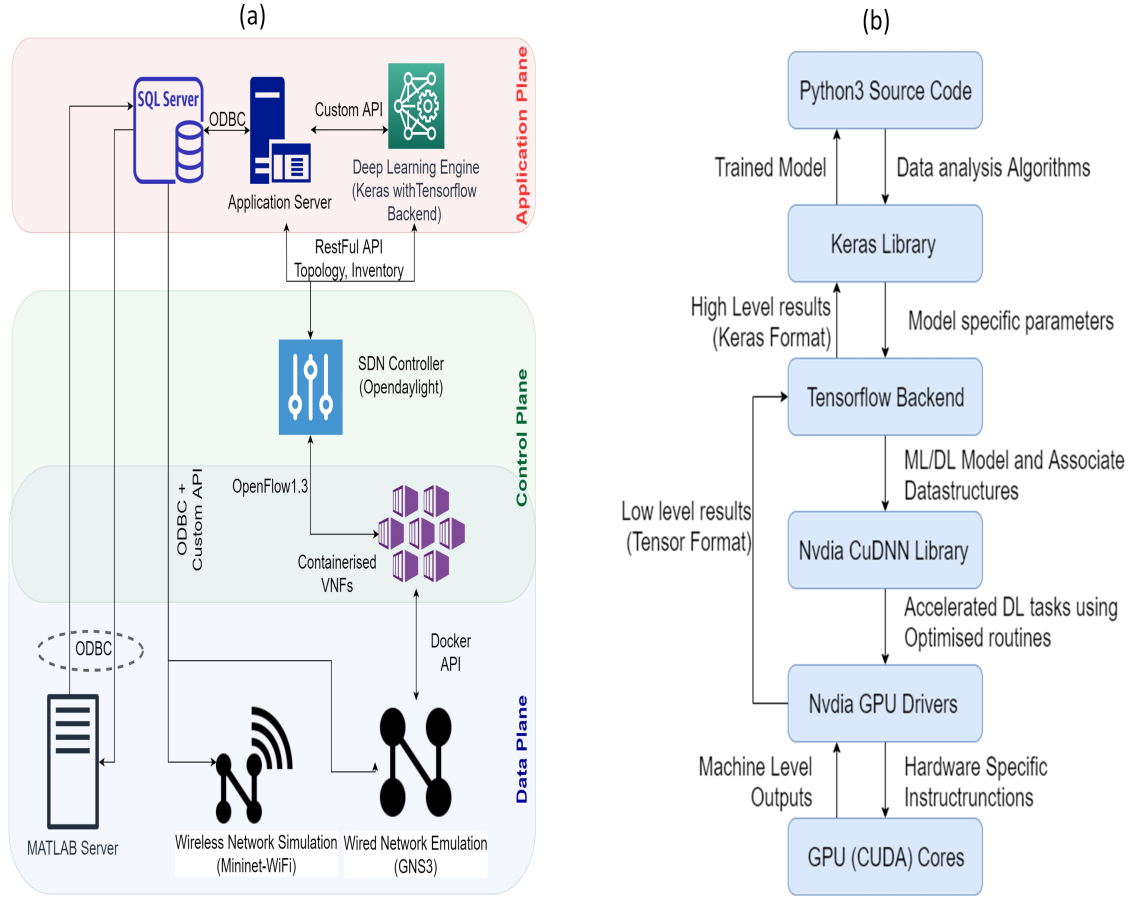 (a)
Application Plane
SQL Server
ODBC
Application Server
Custom API
Deep Learning Engine
(Keras withTensorflow
Backend)
RestFul API
Topology, Inventory
Control Plane
SDN Controller
(Opendaylight)
OpenFlow1.3
ODBC +
Custom API
Containerised
VNFs
Data Plane
ODBC
Docker
API
MATLAB Server
Wireless Network Simulation
(Mininet-WiFi)
Wired Network Emulation
(GNS3)
(b)
Python3 Source Code
Trained Model
Data analysis Algorithms
Keras Library
High Level results
(Keras Format)
Model specific parameters
Tensorflow Backend
ML/DL Model and Associate
Datastructures
Low level results
(Tensor Format)
Nvdia CuDNN Library
Accelerated DL tasks using
Optimised routines
Nvdia GPU Drivers
Machine Level
Outputs
Hardware Specific
Instructrunctions
GPU (CUDA) Cores